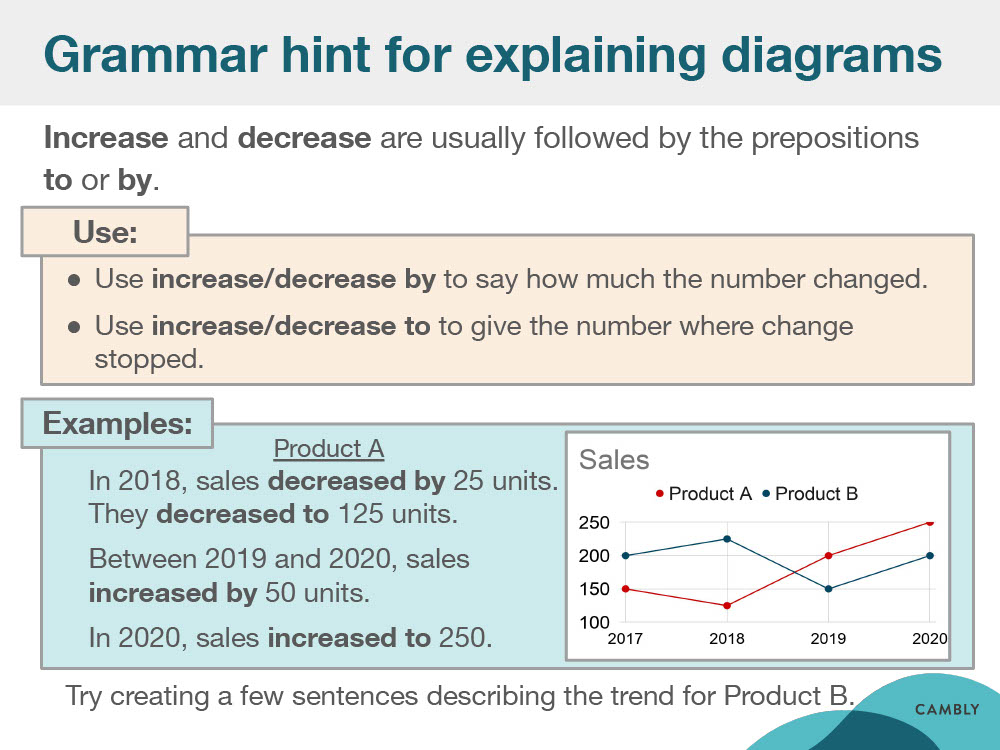 Grammar hint for explaining diagrams
Increase and decrease are usually followed by the prepositions
to or by.
Use:
● Use increase/decrease by to say how much the number changed.
● Use increase/decrease to to give the number where change
stopped.
Examples:
Product A
In 2018, sales decreased by 25 units.
They decreased to 125 units.
Between 2019 and 2020, sales
increased by 50 units.
In 2020, sales increased to 250.
Sales
● Product A ● Product B
250
200
150
100
2017 2018 2019 2020
Try creating a few sentences describing the trend for Product B.
CAMBLY